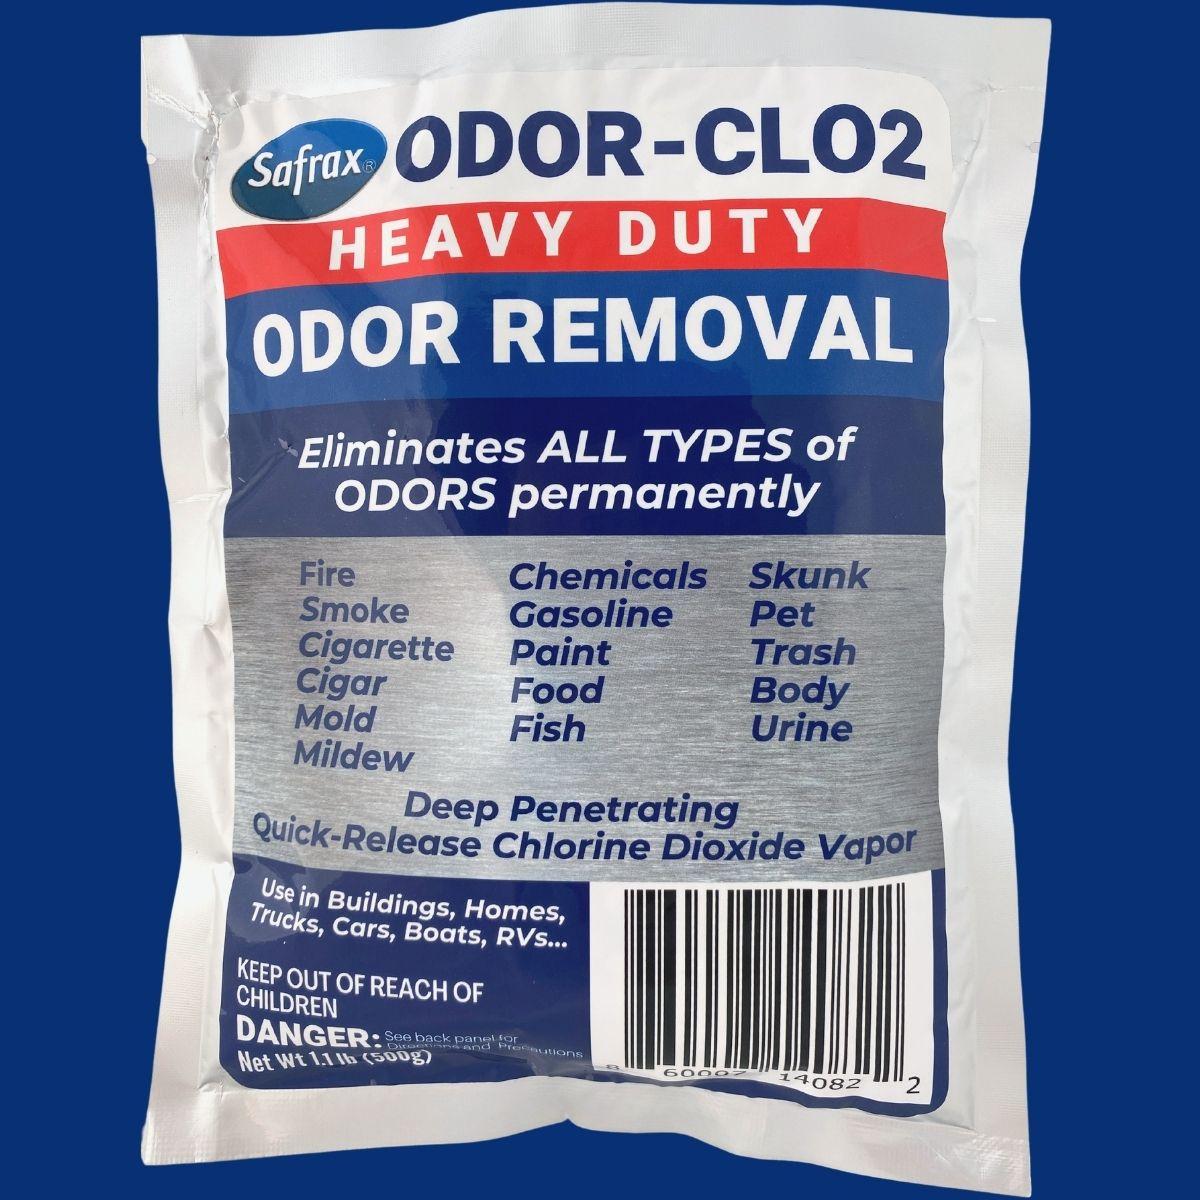 Safrax® ODOR-CLO2
HEAVY DUTY
ODOR REMOVAL
Eliminates ALL TYPES of
ODORS permanently
Fire
Smoke
Cigarette
Cigar
Mold
Mildew
Chemicals
Gasoline
Paint
Food
Fish
Skunk
Pet
Trash
Body
Urine
Deep Penetrating
Quick-Release Chlorine Dioxide Vapor
Use in Buildings, Homes,
Trucks, Cars, Boats, RVs...
KEEP OUT OF REACH OF
CHILDREN
DANGER: See back panel for
Directions and Precautions
Net Wt 1.1 lb (500g)
8 60007 14082 2